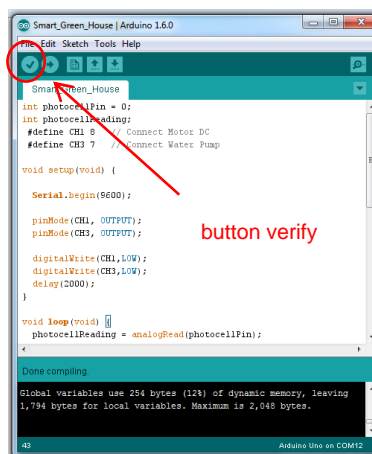 Smart_Green_House | Arduino 1.6.0
File Edit Sketch Tools Help
Smart_Green_House
int photocellPin = 0;
int photocellReading;
#define CH1 8 // Connect Motor DC
#define CH3 7 // Connect Water Pump
void setup(void) {
Serial.begin(9600);
pinMode(CH1, OUTPUT);
pinMode(CH3, OUTPUT);
button verify
digitalWrite(CH1,LOW);
digitalWrite(CH3,LOW);
delay(2000);
}
void loop(void) {
photocellReading = analogRead(photocellPin);
Done compiling.
Global variables use 254 bytes (12%) of dynamic memory, leaving
1,794 bytes for local variables. Maximum is 2,048 bytes.
43
Arduino Uno on COM12